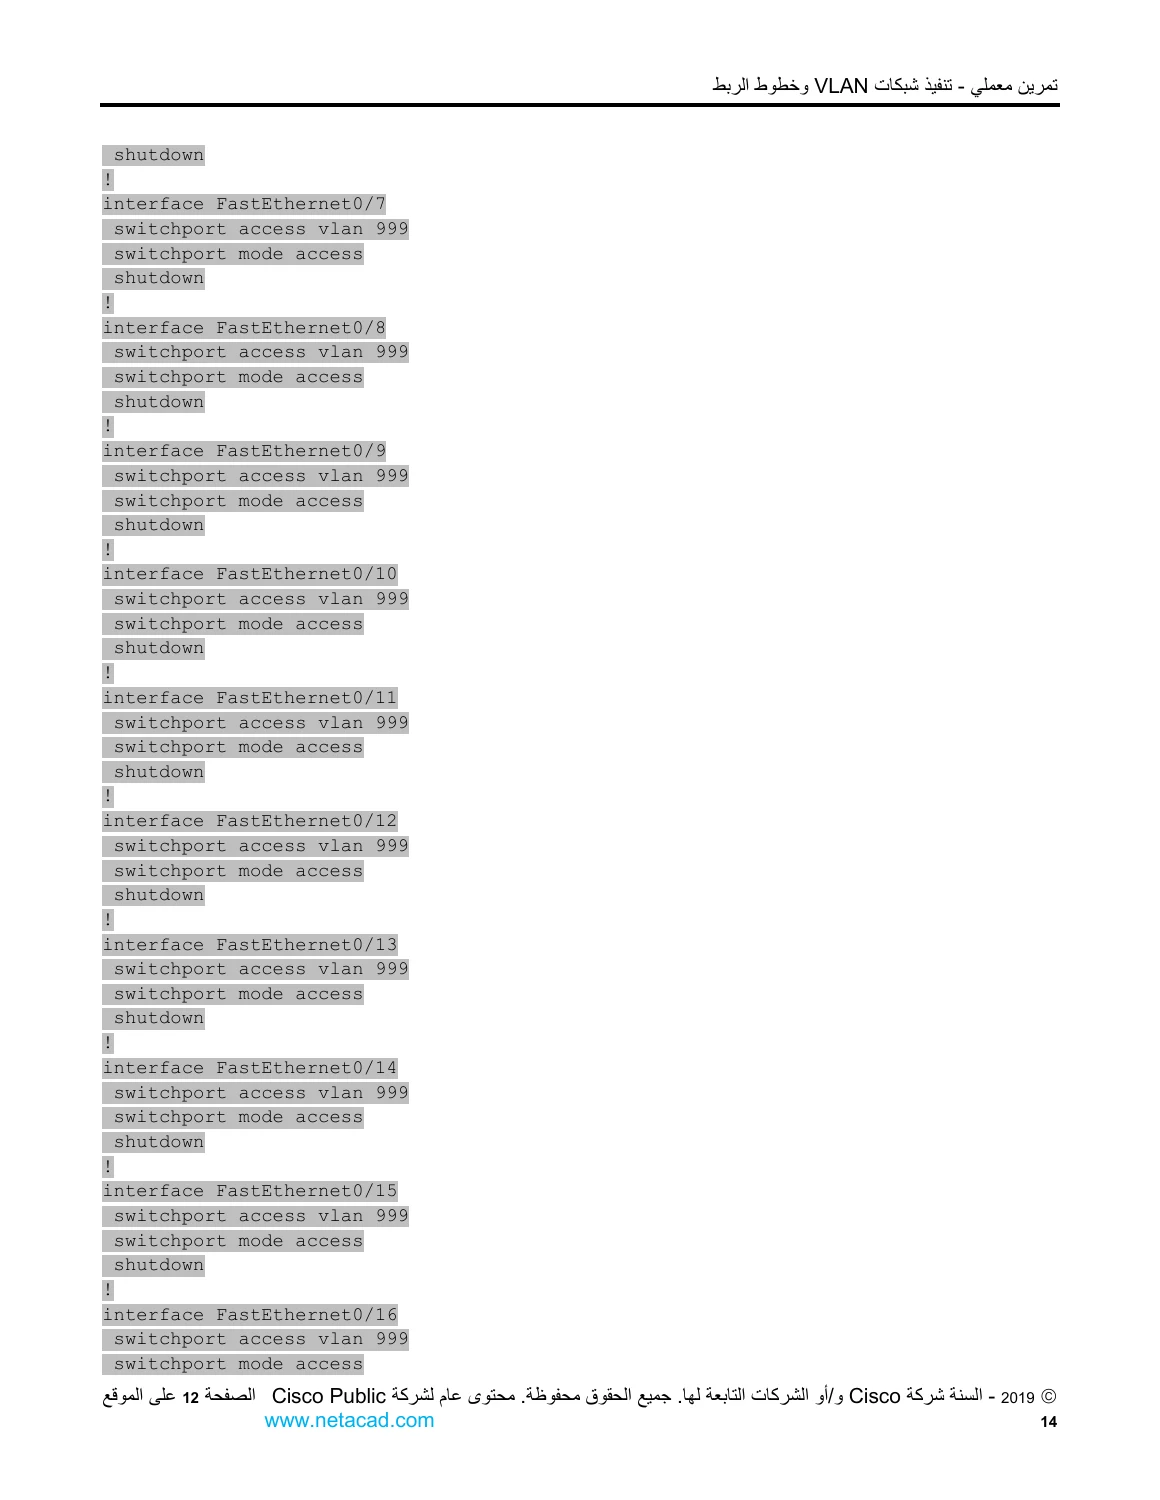 تمرين معملي - تنفيذ شبكات VLAN وخطوط الربط
shutdown
!
interface FastEthernet0/7
switchport access vlan 999
switchport mode access
shutdown
!
interface FastEthernet0/8
switchport access vlan 999
switchport mode access
shutdown
!
interface FastEthernet0/9
switchport access vlan 999
switchport mode access
shutdown
!
interface FastEthernet0/10
switchport access vlan 999
switchport mode access
shutdown
!
interface FastEthernet0/11
switchport access vlan 999
switchport mode access
shutdown
!
interface FastEthernet0/12
switchport access vlan 999
switchport mode access
shutdown
!
interface FastEthernet0/13
switchport access vlan 999
switchport mode access
shutdown
!
interface FastEthernet0/14
switchport access vlan 999
switchport mode access
shutdown
!
interface FastEthernet0/15
switchport access vlan 999
switchport mode access
shutdown
!
interface FastEthernet0/16
switchport access vlan 999
switchport mode access
© 2019 - السنة شركة Cisco و/أو الشركات التابعة لها. جميع الحقوق محفوظة. محتوى عام لشركة Cisco Public الصفحة 12 على الموقع
14 www.netacad.com